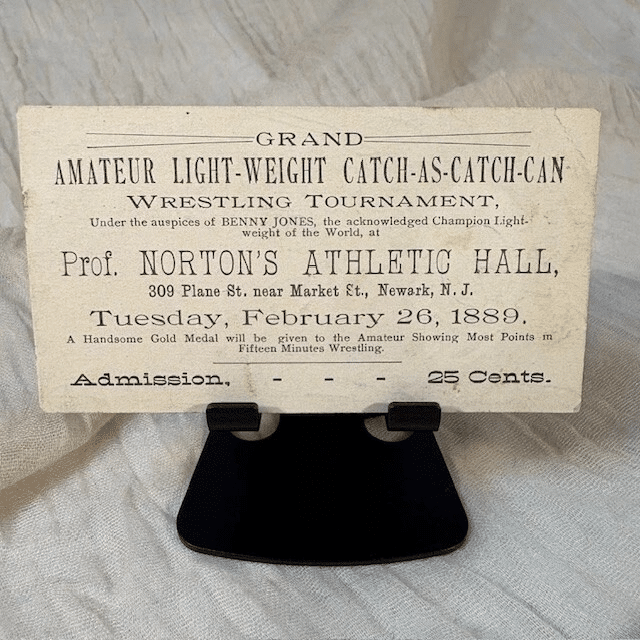 GRAND
AMATEUR LIGHT-WEIGHT CATCH-AS-CATCH-CAN
WRESTLING TOURNAMENT,
Under the auspices of BENNY JONES, the acknowledged Champion Light-
weight of the World, at
Prof. NORTON'S ATHLETIC HALL,
309 Plane St. near Market St., Newark, N. J.
Tuesday, February 26, 1889.
A Handsome Gold Medal will be given to the Amateur Showing Most Points in
Fifteen Minutes Wrestling.
Admission, - - - 25 Cents.